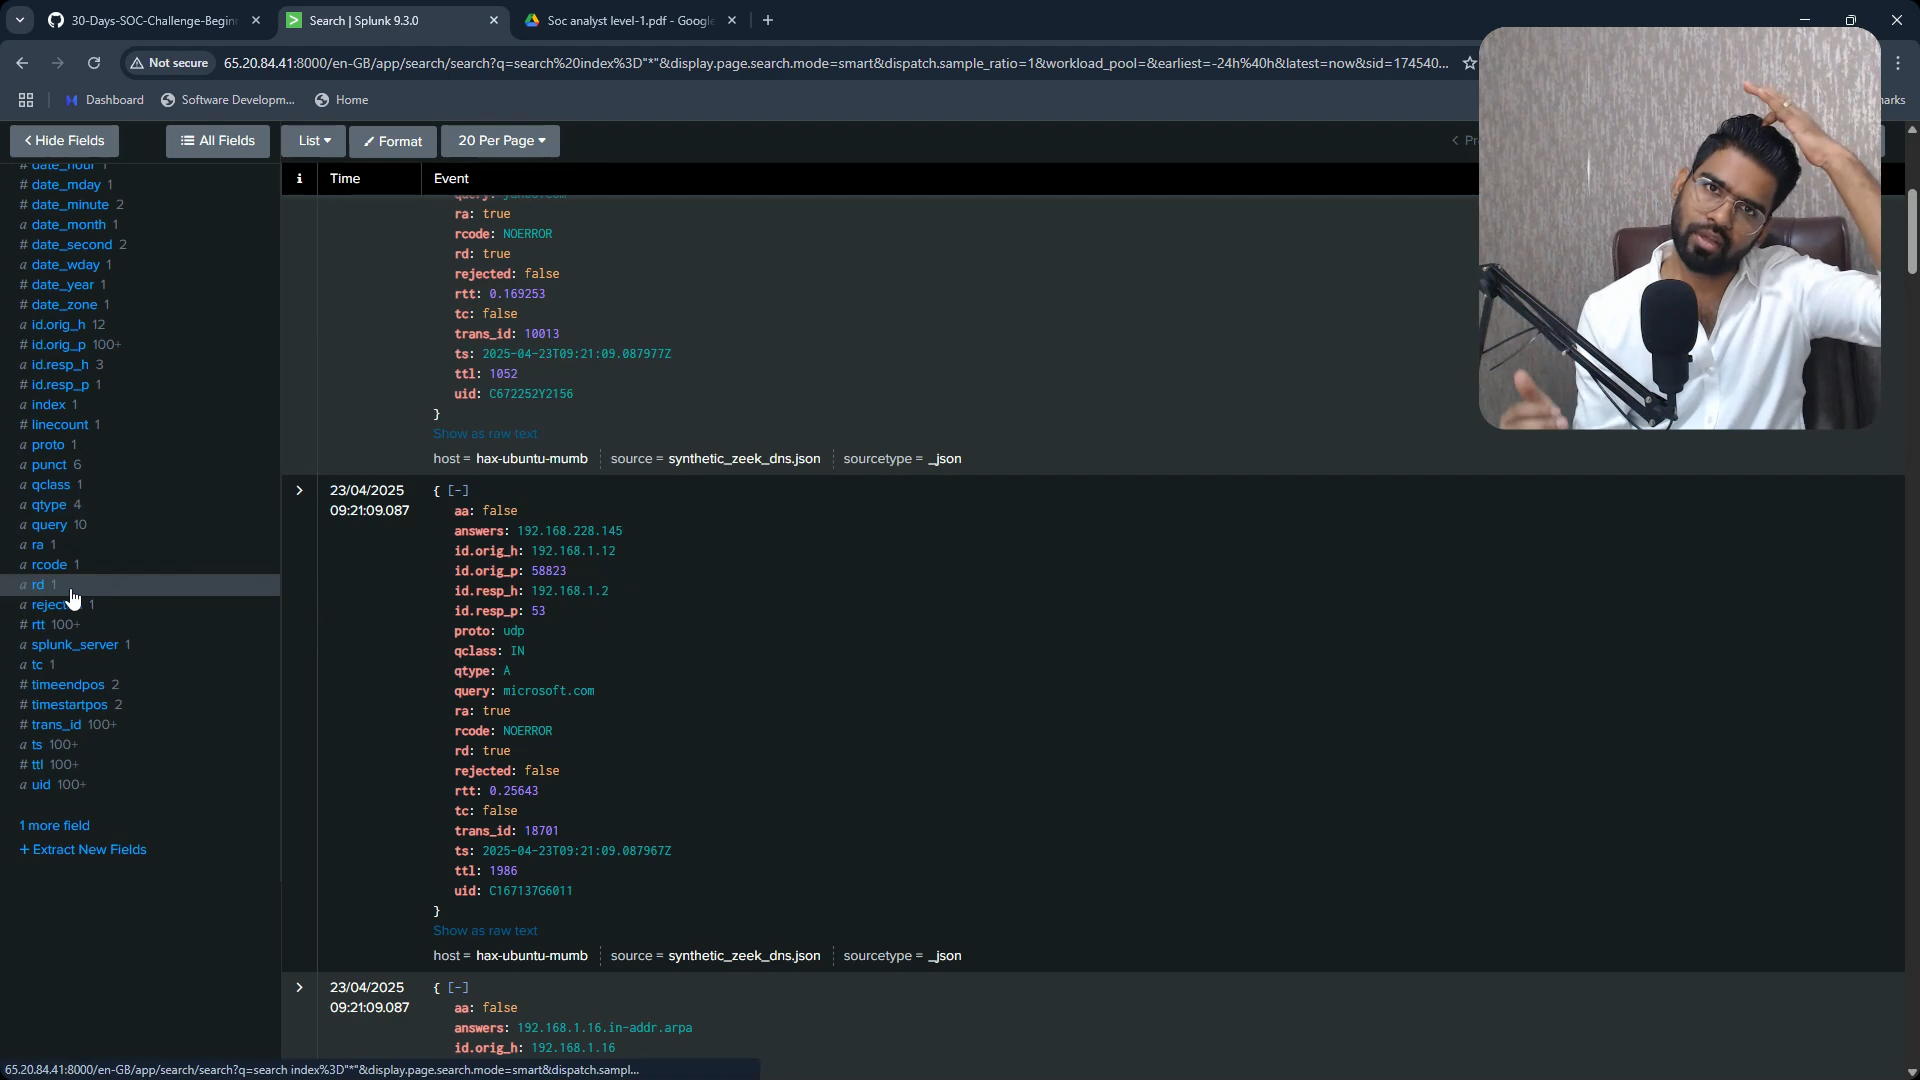 30-Days-SOC-Challenge-Beginn
Search | Splunk 9.3.0
Soc analyst level-1.pdf - Google
Not secure
65.20.84.41:8000/en-GB/app/search/search?q=search%20index%3D"*"&display.page.search.mode=smart&dispatch.sample_ratio=1&workload_pool=&earliest=-24h%40h&latest=now&sid=174540...
Dashboard
Software Developm...
Home
arks
Hide Fields
All Fields
List
Format
20 Per Page
i Time Event
# date_hour 1
# date_mday 1
# date_minute 2
a date_month 1
# date_second 2
a date_wday 1
# date_year 1
# date_zone 1
a id.orig_h 12
# id.orig_p 100+
a id.resp_h 3
# id.resp_p 1
a index 1
# linecount 1
a proto 1
a punct 6
a qclass 1
a qtype 4
a query 10
a ra 1
a rcode 1
a rd 1
a reject 1
# rtt 100+
a splunk_server 1
a tc 1
# timeendpos 2
# timestartpos 2
# trans_id 100+
a ts 100+
# ttl 100+
a uid 100+
1 more field
+ Extract New Fields
ra: true
rcode: NOERROR
rd: true
rejected: false
rtt: 0.169253
tc: false
trans_id: 10013
ts: 2025-04-23T09:21:09.087977Z
ttl: 1052
uid: C672252Y2156
}
Show as raw text
host = hax-ubuntu-mumb source = synthetic_zeek_dns.json sourcetype = _json
23/04/2025
09:21:09.087
{ [-]
aa: false
answers: 192.168.228.145
id.orig_h: 192.168.1.12
id.orig_p: 58823
id.resp_h: 192.168.1.2
id.resp_p: 53
proto: udp
qclass: IN
qtype: A
query: microsoft.com
ra: true
rcode: NOERROR
rd: true
rejected: false
rtt: 0.25643
tc: false
trans_id: 18701
ts: 2025-04-23T09:21:09.087967Z
ttl: 1986
uid: C167137G6011
}
Show as raw text
host = hax-ubuntu-mumb source = synthetic_zeek_dns.json sourcetype = _json
23/04/2025
09:21:09.087
{ [-]
aa: false
answers: 192.168.1.16.in-addr.arpa
id.orig_h: 192.168.1.16
65.20.84.41:8000/en-GB/app/search/search?q=search index%3D"*"&display.page.search.mode=smart&dispatch.sampl...